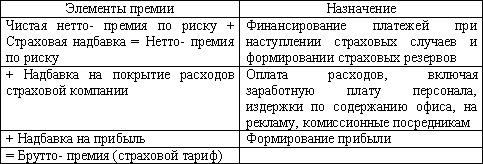 Элементы премии
Назначение
Чистая нетто- премия по риску +
Страховая надбавка = Нетто- премия
по риску
Финансирование платежей при
наступлении страховых случаев и
формировании страховых резервов
+ Надбавка на покрытие расходов
страховой компании
Оплата расходов, включая
заработную плату персонала,
издержки по содержанию офиса, на
рекламу, комиссионные посредникам
+ Надбавка на прибыль
Формирование прибыли
= Брутто- премия (страховой тариф)